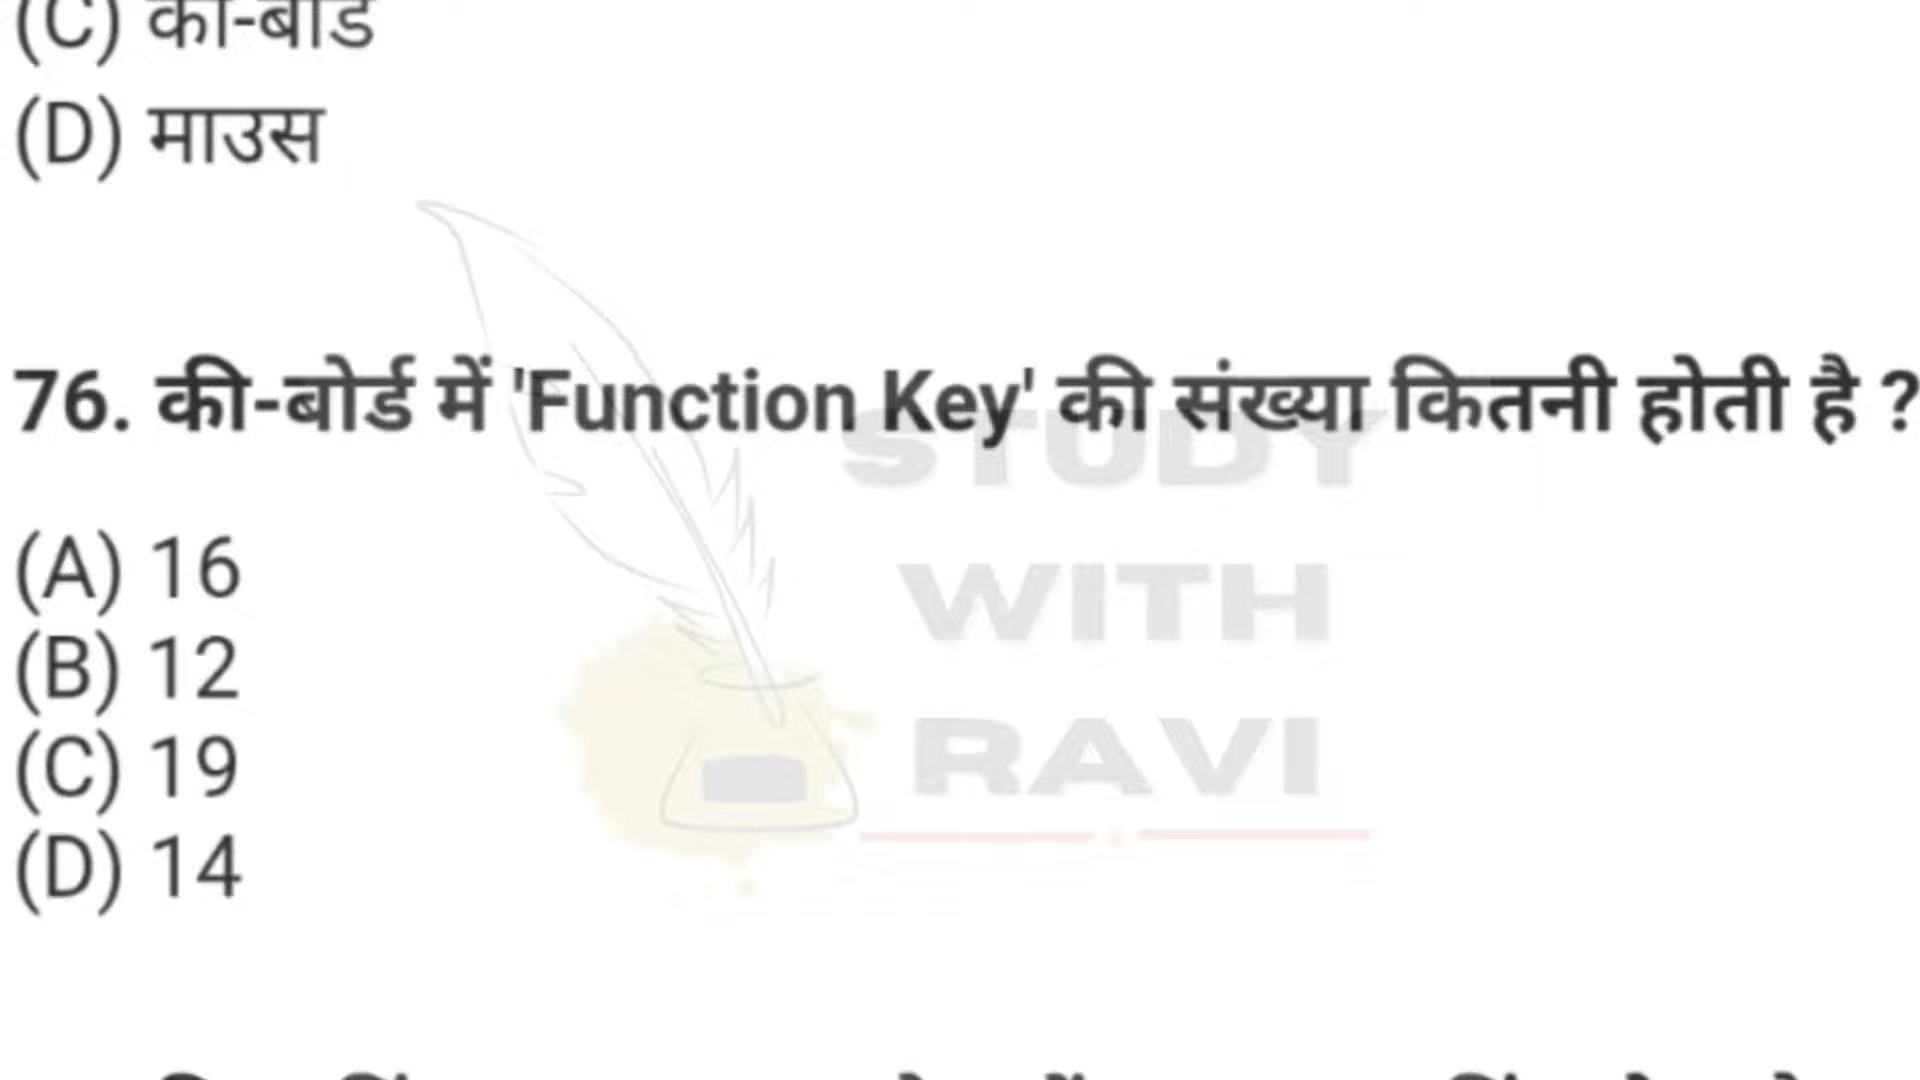 (C) की-बोर्ड
(D) माउस
76. की-बोर्ड में 'Function Key' की संख्या कितनी होती है ?
STUDY
(A) 16
WITH
(B) 12
(C) 19
RAVI
(D) 14